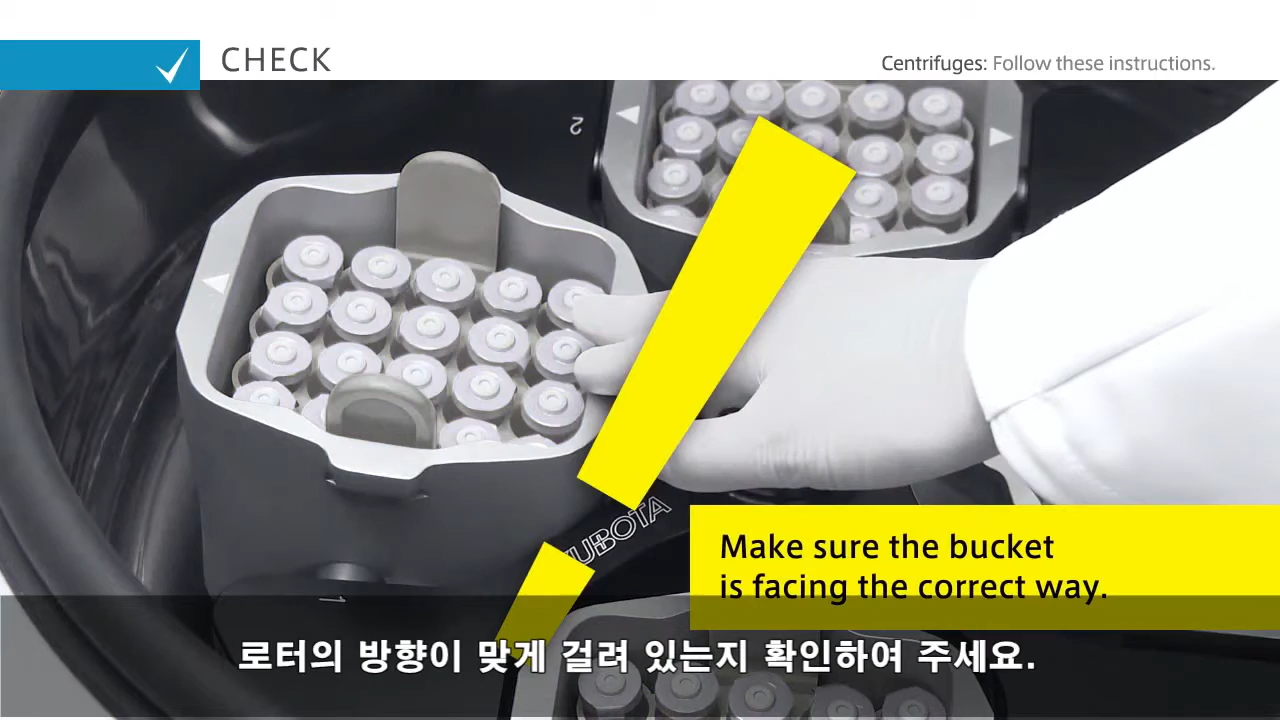 CHECK
Centrifuges: Follow these instructions.
2
KUBOTA
Make sure the bucket
is facing the correct way.
1
로터의 방향이 맞게 걸려 있는지 확인하여 주세요.